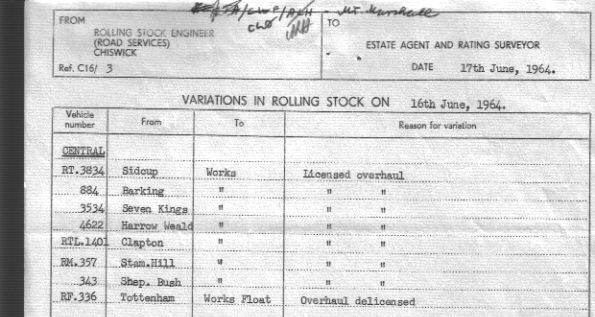 Mr Marshall
FROM
ROLLING STOCK ENGINEER
(ROAD SERVICES)
CHISWICK
Ref. C16/ 3
TO
ESTATE AGENT AND RATING SURVEYOR
DATE 17th June, 1964.
VARIATIONS IN ROLLING STOCK ON 16th June, 1964.
Vehicle number From To Reason for variation
CENTRAL
RT.3834 Sidcup Works Licensed overhaul
884 Barking " " "
3534 Seven Kings " " "
4622 Harrow Weald " " "
RTL.1401 Clapton " " "
RM.357 Stam.Hill " " "
343 Shep. Bush " " "
RF.336 Tottenham Works Float Overhaul delicensed